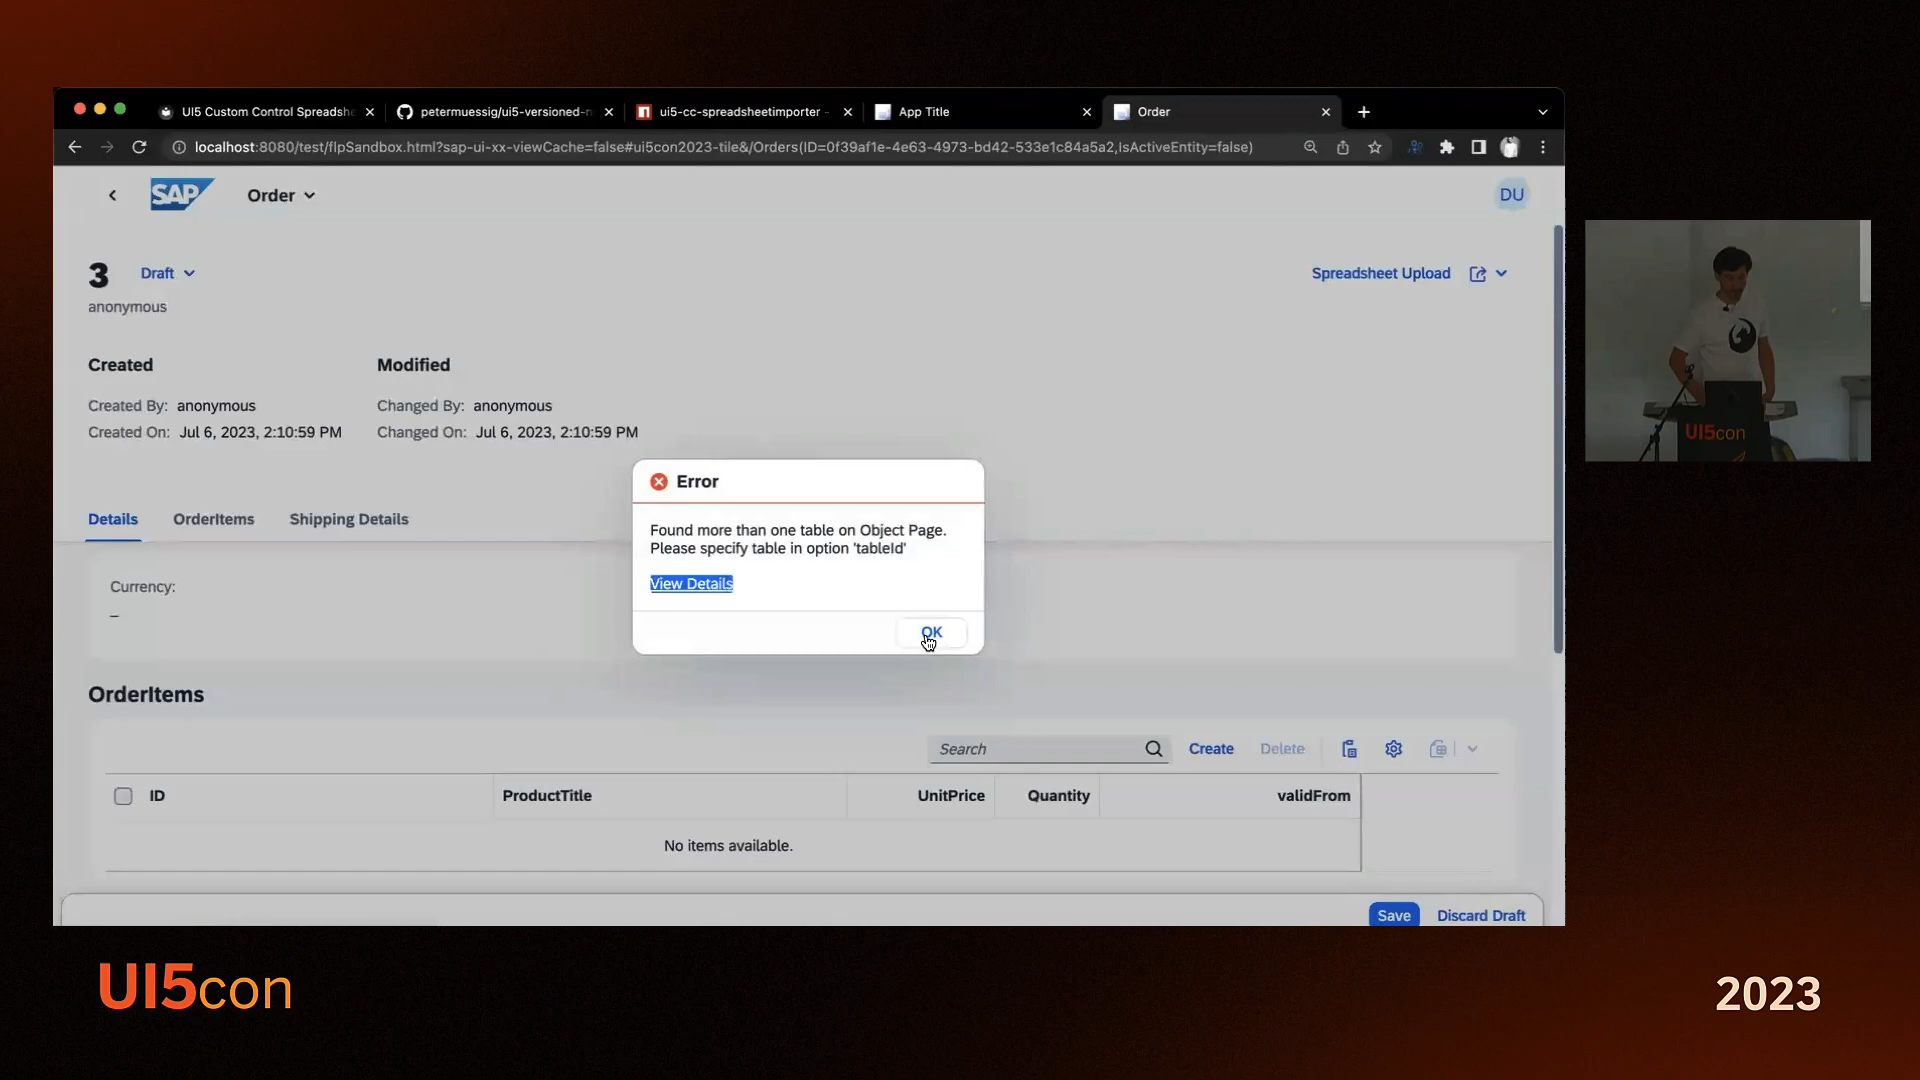 UI5 Custom Control Spreadshe
petermuessig/ui5-versioned-n
ui5-cc-spreadsheetimporter -
App Title
Order
localhost:8080/test/flpSandbox.html?sap-ui-xx-viewCache=false#ui5con2023-tile&/Orders(ID=0f39af1e-4e63-4973-bd42-533e1c84a5a2,IsActiveEntity=false)
SAP
Order
DU
3
Draft
Spreadsheet Upload
anonymous
Created
Modified
Created By: anonymous
Changed By: anonymous
Created On: Jul 6, 2023, 2:10:59 PM
Changed On: Jul 6, 2023, 2:10:59 PM
Error
Found more than one table on Object Page.
Please specify table in option 'tableId'
View Details
OK
Details
OrderItems
Shipping Details
Currency:
–
OrderItems
Search
Create
Delete
ID
ProductTitle
UnitPrice
Quantity
validFrom
No items available.
Save
Discard Draft
UI5con
UI5con
2023